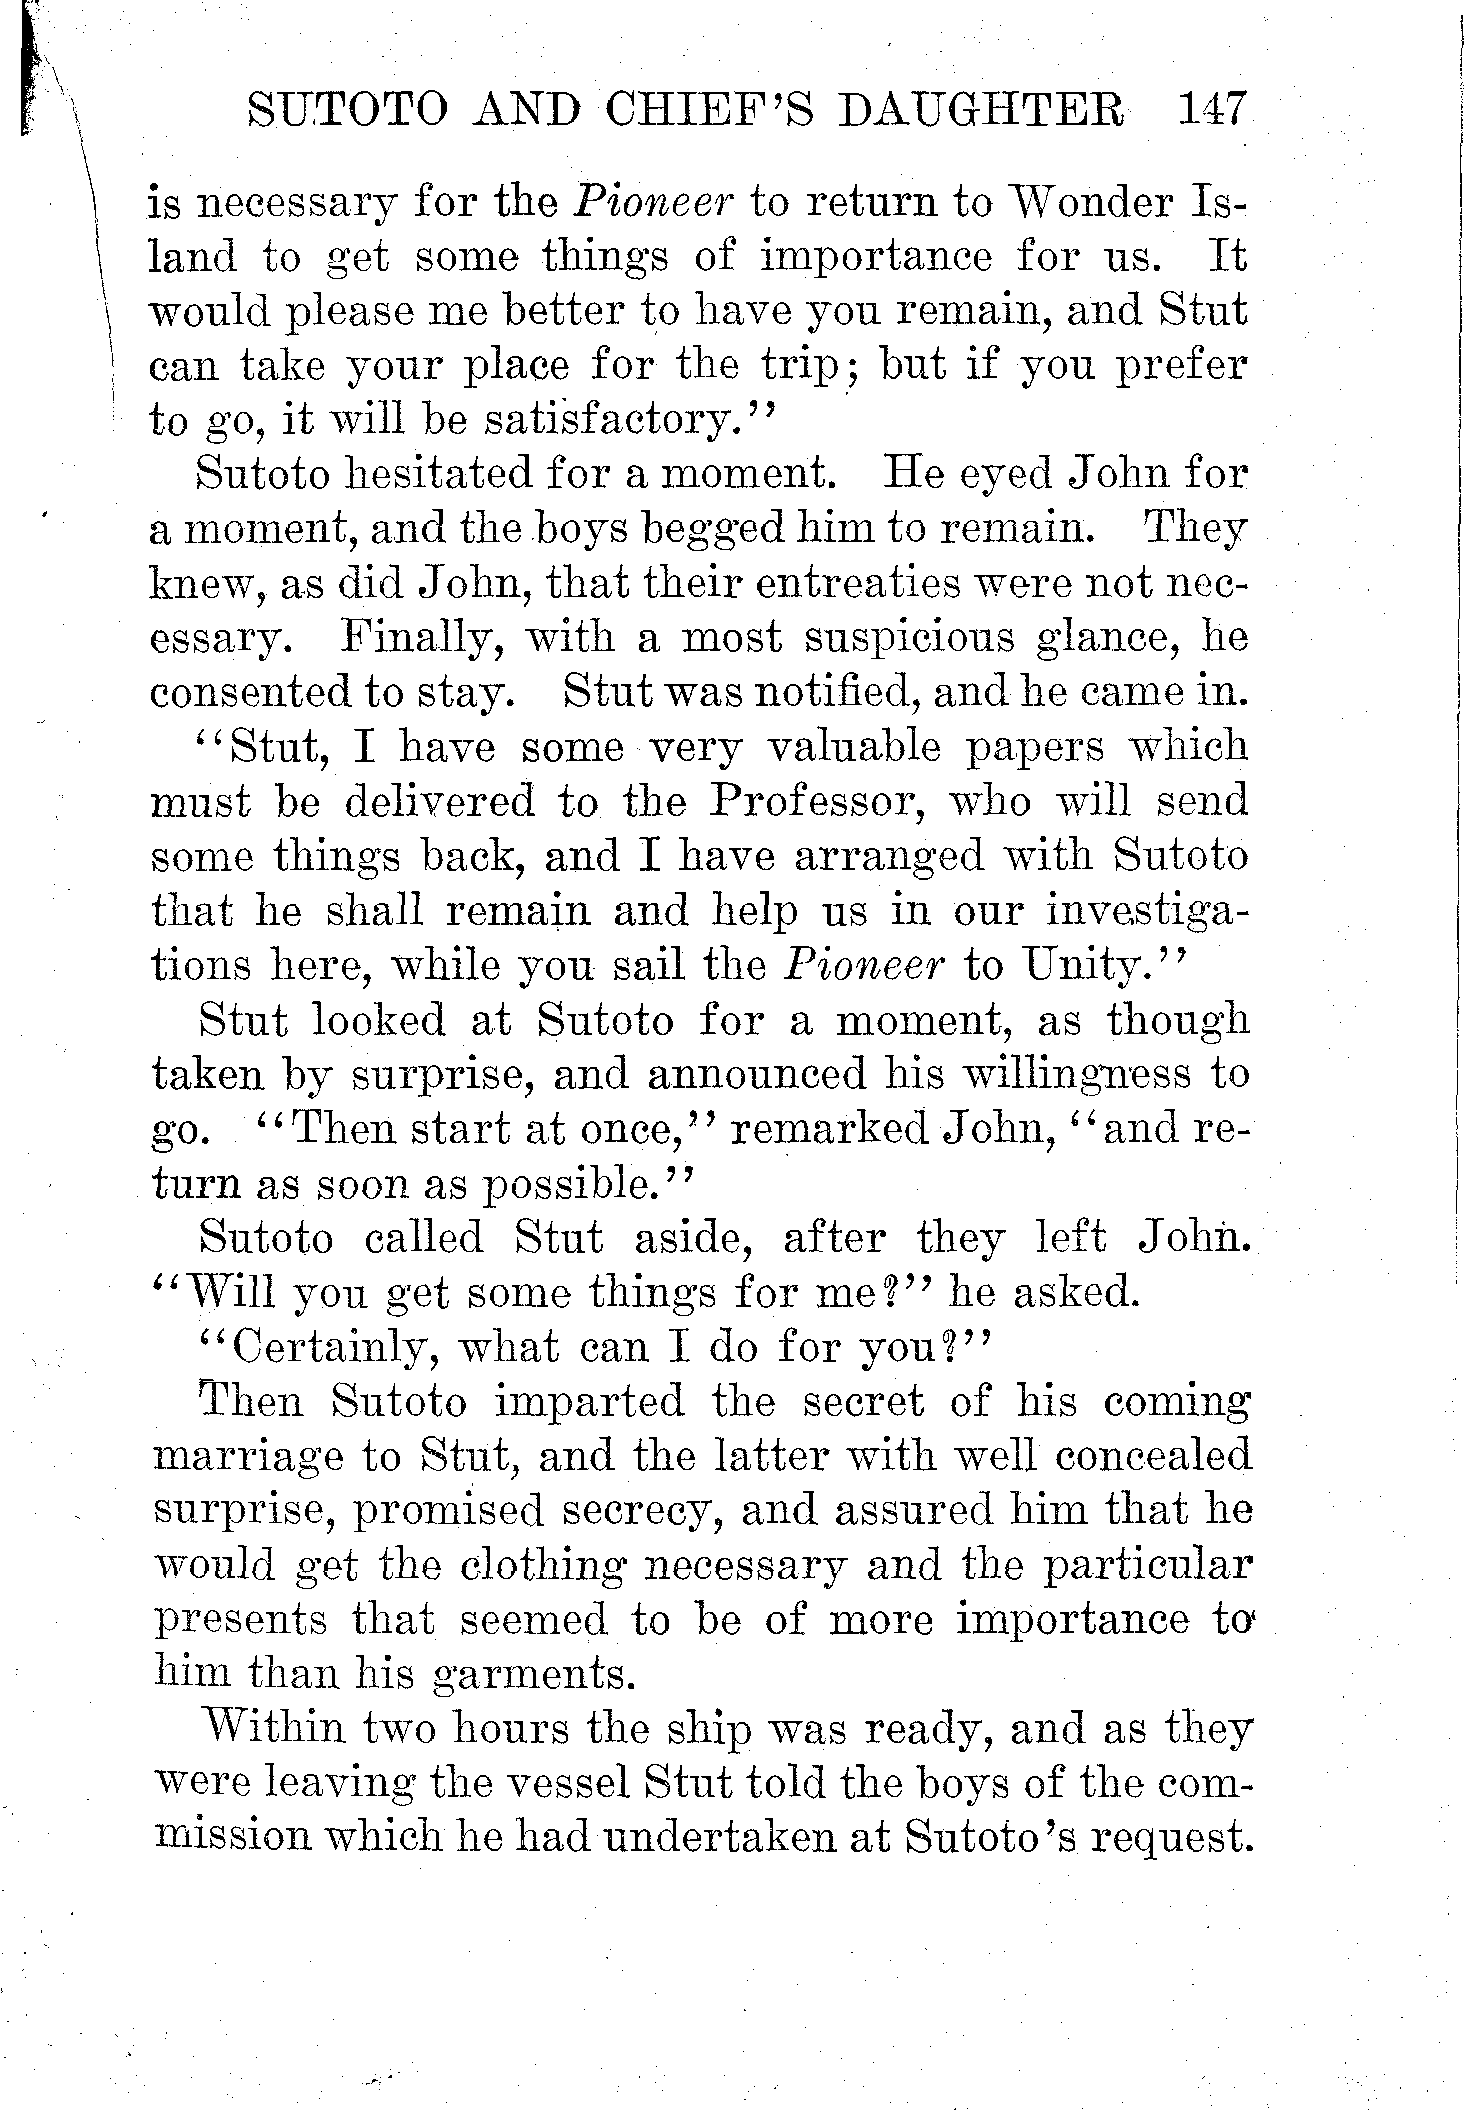 SUTOTO AND CHIEF'S DAUGHTER 147
is necessary for the Pioneer to return to Wonder Is-
land to get some things of importance for us. It
would please me better to have you remain, and Stut
can take your place for the trip; but if you prefer
to go, it will be satisfactory.''
Sutoto hesitated for a moment. He eyed John for
a moment, and the boys begged him to remain. They
knew, as did John, that their entreaties were not nec-
essary. Finally, with a most suspicious glance, he
consented to stay. Stut was notified, and he came in.
''Stut, I have some very valuable papers which
must be delivered to the Professor, who will send
some things back, and I have arranged with Sutoto
that he shall remain and help us in our investiga-
tions here, while you sail the Pioneer to Unity.''
Stut looked at Sutoto for a moment, as though
taken by surprise, and announced his willingness to
go. ''Then start at once,'' remarked John, ''and re-
turn as soon as possible.''
Sutoto called Stut aside, after they left John.
''Will you get some things for me?'' he asked.
''Certainly, what can I do for you?''
Then Sutoto imparted the secret of his coming
marriage to Stut, and the latter with well concealed
surprise, promised secrecy, and assured him that he
would get the clothing necessary and the particular
presents that seemed to be of more importance to
him than his garments.
Within two hours the ship was ready, and as they
were leaving the vessel Stut told the boys of the com-
mission which he had undertaken at Sutoto's request.